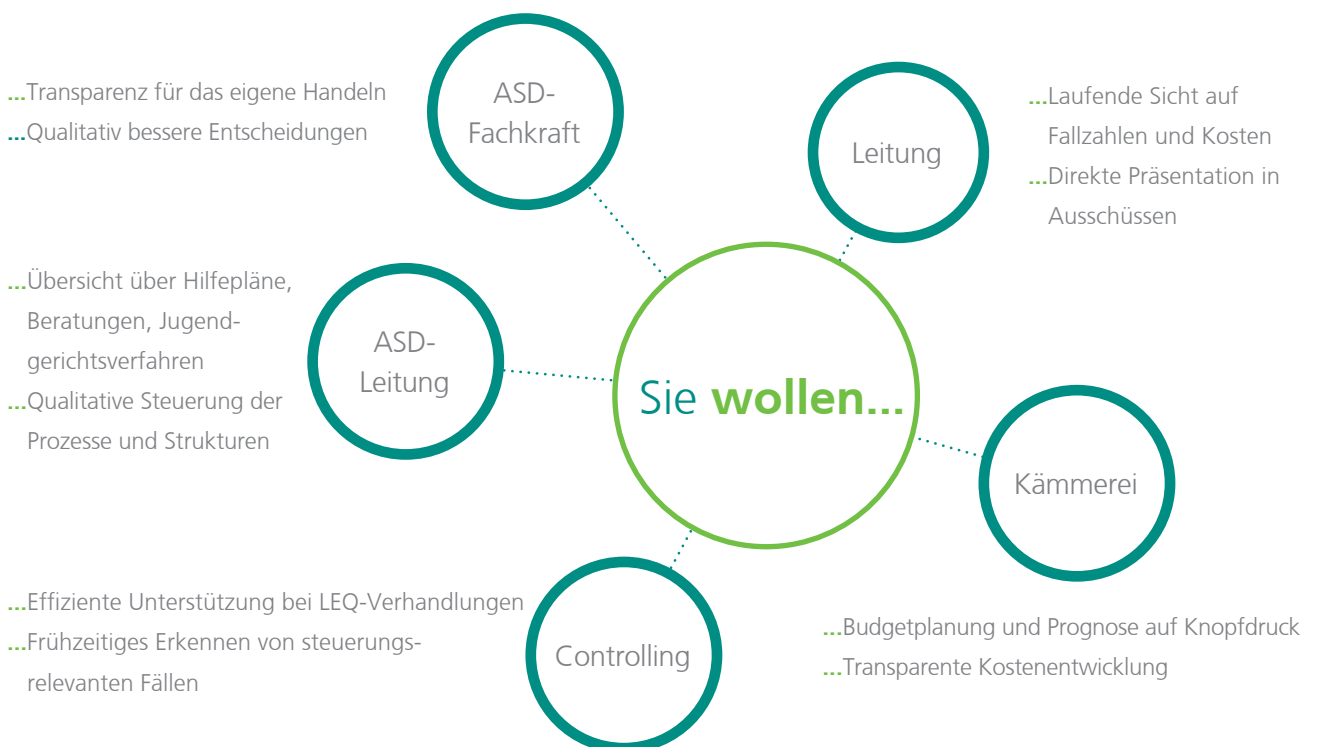 ...Transparenz für das eigene Handeln
...Qualitativ bessere Entscheidungen
ASD-
Fachkraft
Leitung
...Laufende Sicht auf
Fallzahlen und Kosten
...Direkte Präsentation in
Ausschüssen
...Übersicht über Hilfepläne,
Beratungen, Jugend-
gerichtsverfahren
...Qualitative Steuerung der
Prozesse und Strukturen
ASD-
Leitung
Sie wollen...
Kämmerei
...Effiziente Unterstützung bei LEQ-Verhandlungen
...Frühzeitiges Erkennen von steuerungs-
relevanten Fällen
Controlling
...Budgetplanung und Prognose auf Knopfdruck
...Transparente Kostenentwicklung